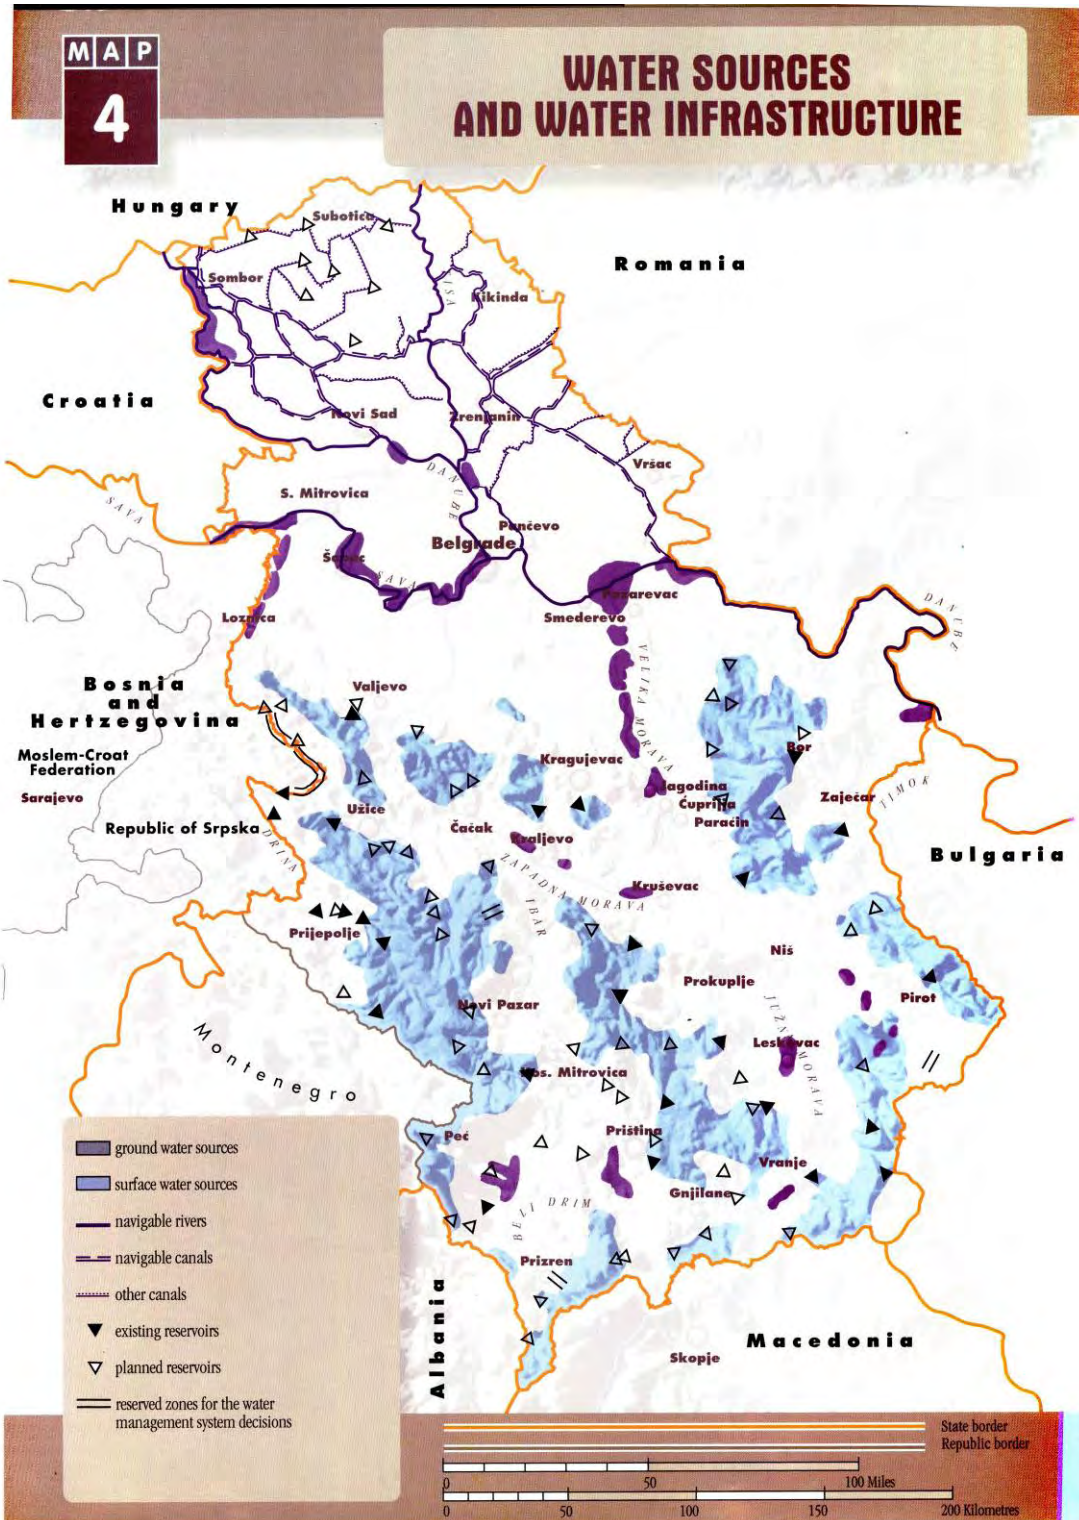 MAP
4
WATER SOURCES
AND WATER INFRASTRUCTURE
Hungary
Subotica
Romania
Sombor
TISA
Kikinda
Croatia
Novi Sad
Zrenjanin
Vršac
DANUBE
S. Mitrovica
SAVA
Pančevo
Belgrade
Šabac
SAVA
Pozarevac
Loznica
Smederevo
DANUBE
VELIKA MORAVA
Bosnia
and
Hertzegovina
Valjevo
Moslem-Croat
Federation
Bor
Kragujevac
Jagodina
Sarajevo
Užice
Ćuprija
Zaječar
TIMOK
Republic of Srpska
Čačak
Paraćin
DRINA
Kraljevo
Bulgaria
ZAPADNA MORAVA
Kruševac
IBAR
Prijepolje
Niš
Prokuplje
Pirot
Novi Pazar
JUŽNA MORAVA
Montenegro
Leskovac
Kos. Mitrovica
Peć
Priština
Vranje
Gnjilane
BELI DRIM
Prizren
Albania
Macedonia
Skopje
ground water sources
surface water sources
navigable rivers
navigable canals
other canals
existing reservoirs
planned reservoirs
reserved zones for the water
management system decisions
State border
Republic border
0 50 100 Miles
0 50 100 150 200 Kilometres